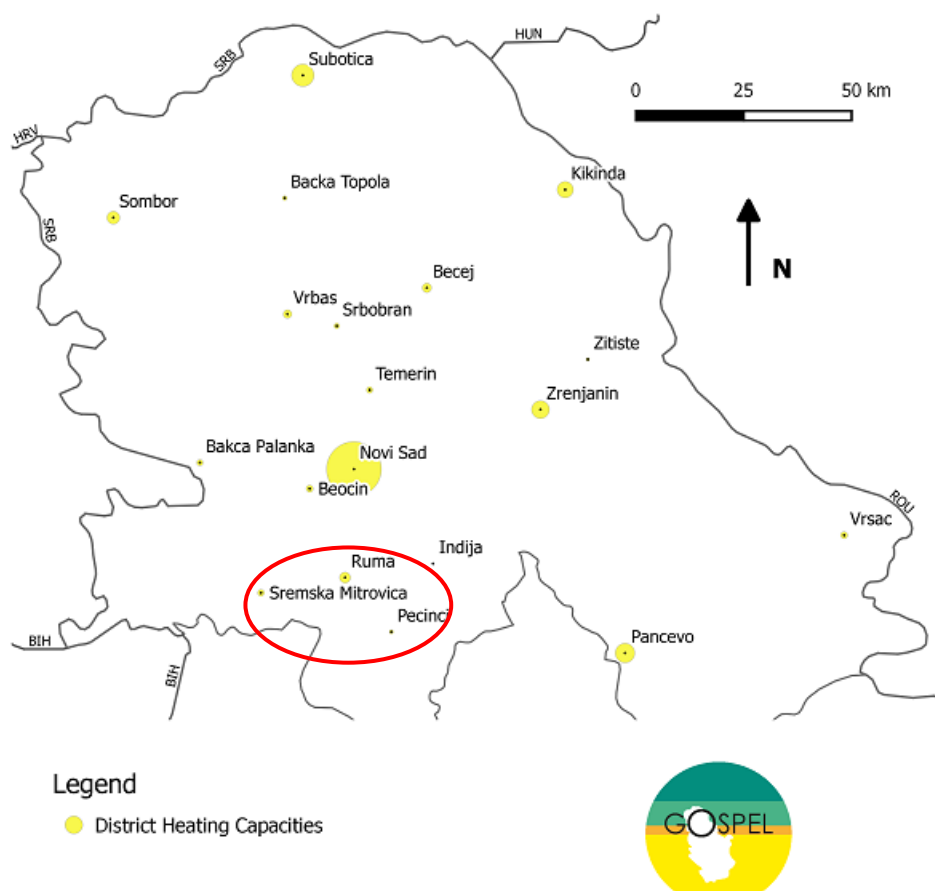 HUN
SRB
Subotica
0 25 50 km
HRV
Kikinda
Backa Topola
Sombor
SRB
N
Becej
Vrbas
Srbobran
Zitiste
Temerin
Zrenjanin
Bakca Palanka
Novi Sad
Beocin
ROU
Vrsac
Indija
Ruma
Sremska Mitrovica
Pecinci
BIH
Pancevo
BIH
Legend
District Heating Capacities
GOSPEL